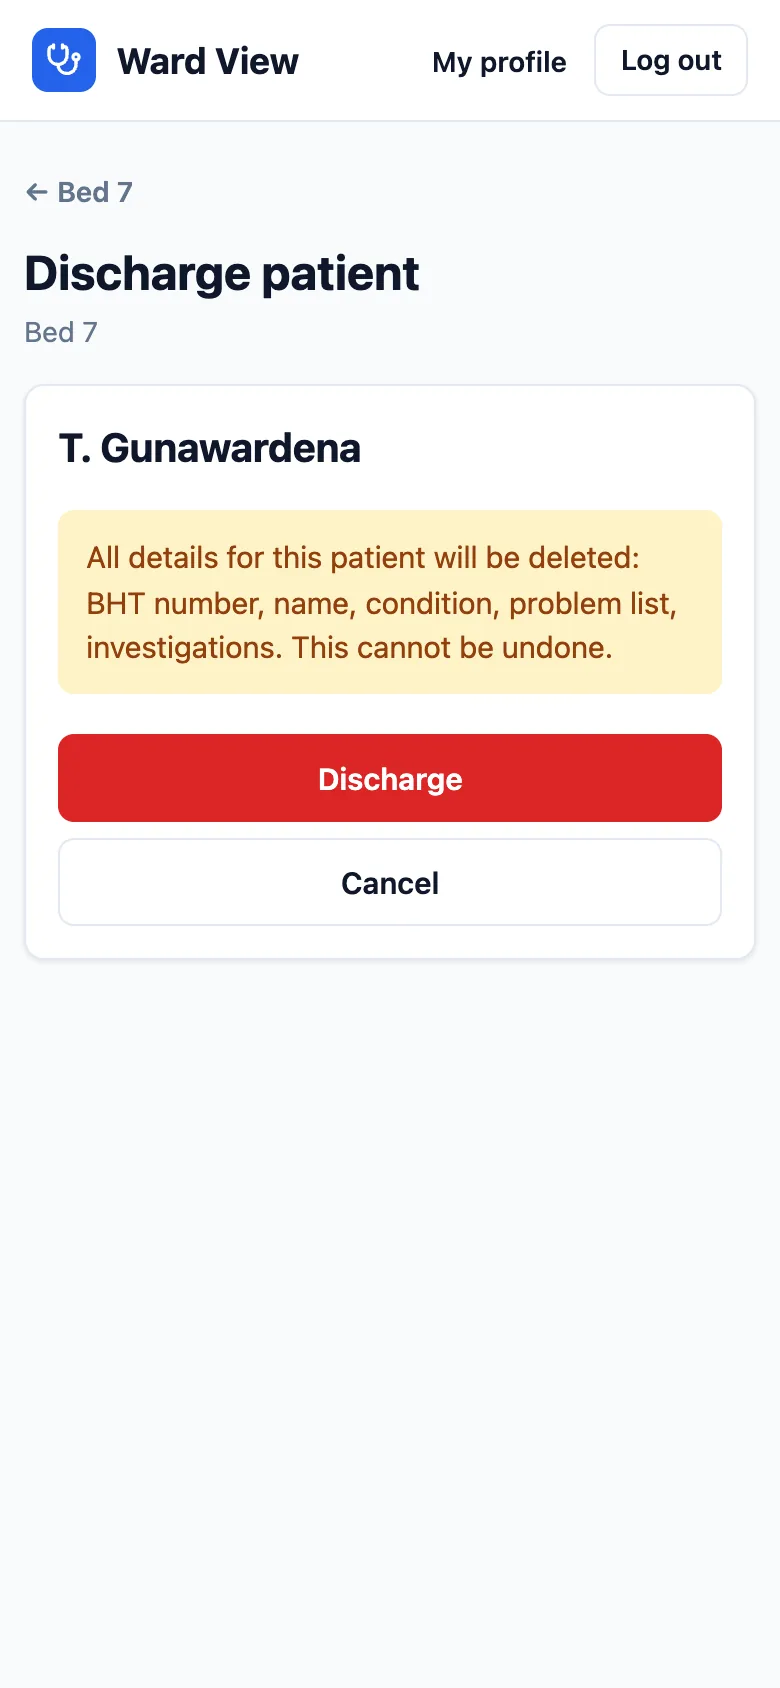 Ward View
My profile
Log out
← Bed 7
Discharge patient
Bed 7
T. Gunawardena
All details for this patient will be deleted:
BHT number, name, condition, problem list,
investigations. This cannot be undone.
Discharge
Cancel